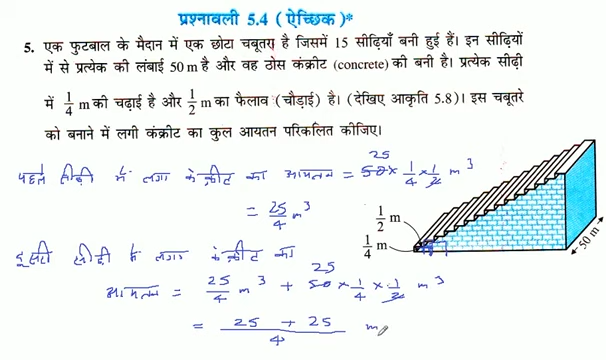 प्रश्नावली 5.4 (ऐच्छिक)*
5. एक फुटबाल के मैदान में एक छोटा चबूतरा है जिसमें 15 सीढ़ियाँ बनी हुई हैं। इन सीढ़ियों
में से प्रत्येक की लंबाई 50 m है और वह ठोस कंक्रीट (concrete) की बनी है। प्रत्येक सीढ़ी
में 1/4 m की चढ़ाई है और 1/2 m का फैलाव (चौड़ाई) है। (देखिए आकृति 5.8)। इस चबूतरे
को बनाने में लगी कंक्रीट का कुल आयतन परिकलित कीजिए।
25
पहले सीढ़ी में लगा कंक्रीट का आयतन = 50 × 1/4 × 1/2 m³
= 25/4 m³
1/2 m
1/4 m
50 m
दूसरी सीढ़ी में लगा कंक्रीट का
25
आयतन = 25/4 m³ + 50 × 1/4 × 1/2 m³
= 25 + 25 / 4 m